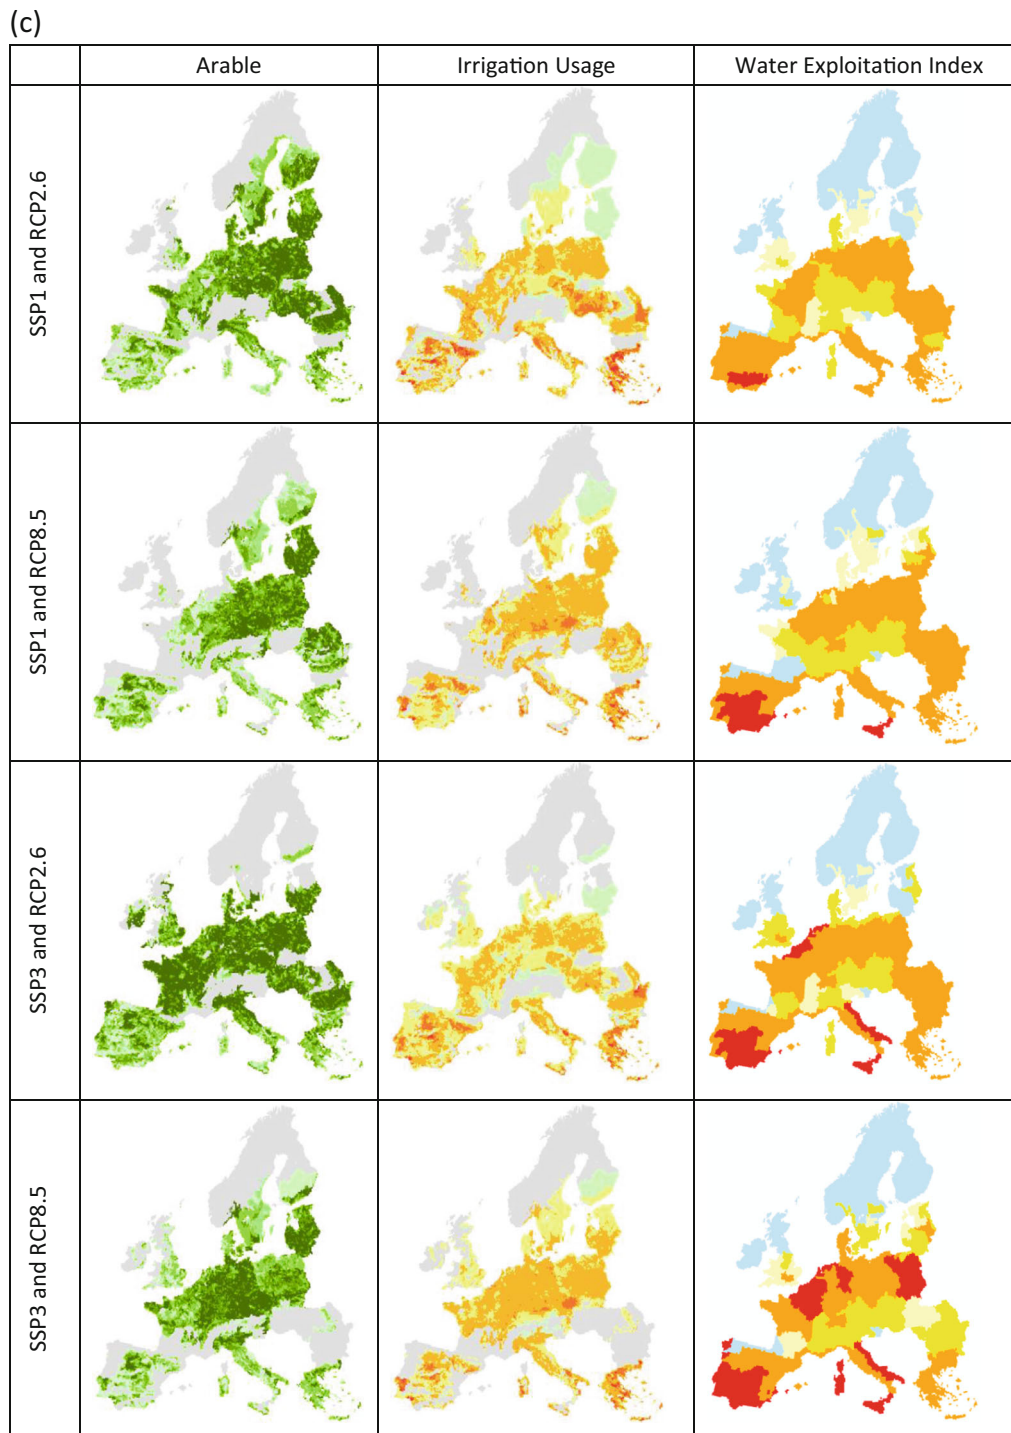 (c)
Arable
Irrigation Usage
Water Exploitation Index
SSP1 and RCP2.6
SSP1 and RCP8.5
SSP3 and RCP2.6
SSP3 and RCP8.5